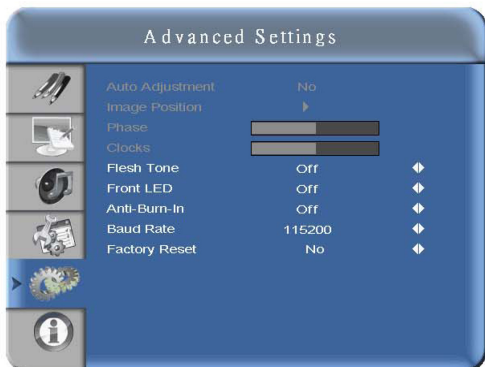 Advanced Settings
Auto Adjustment No
Image Position
Phase
Clocks
Flesh Tone Off
Front LED Off
Anti-Burn-In Off
Baud Rate 115200
Factory Reset No